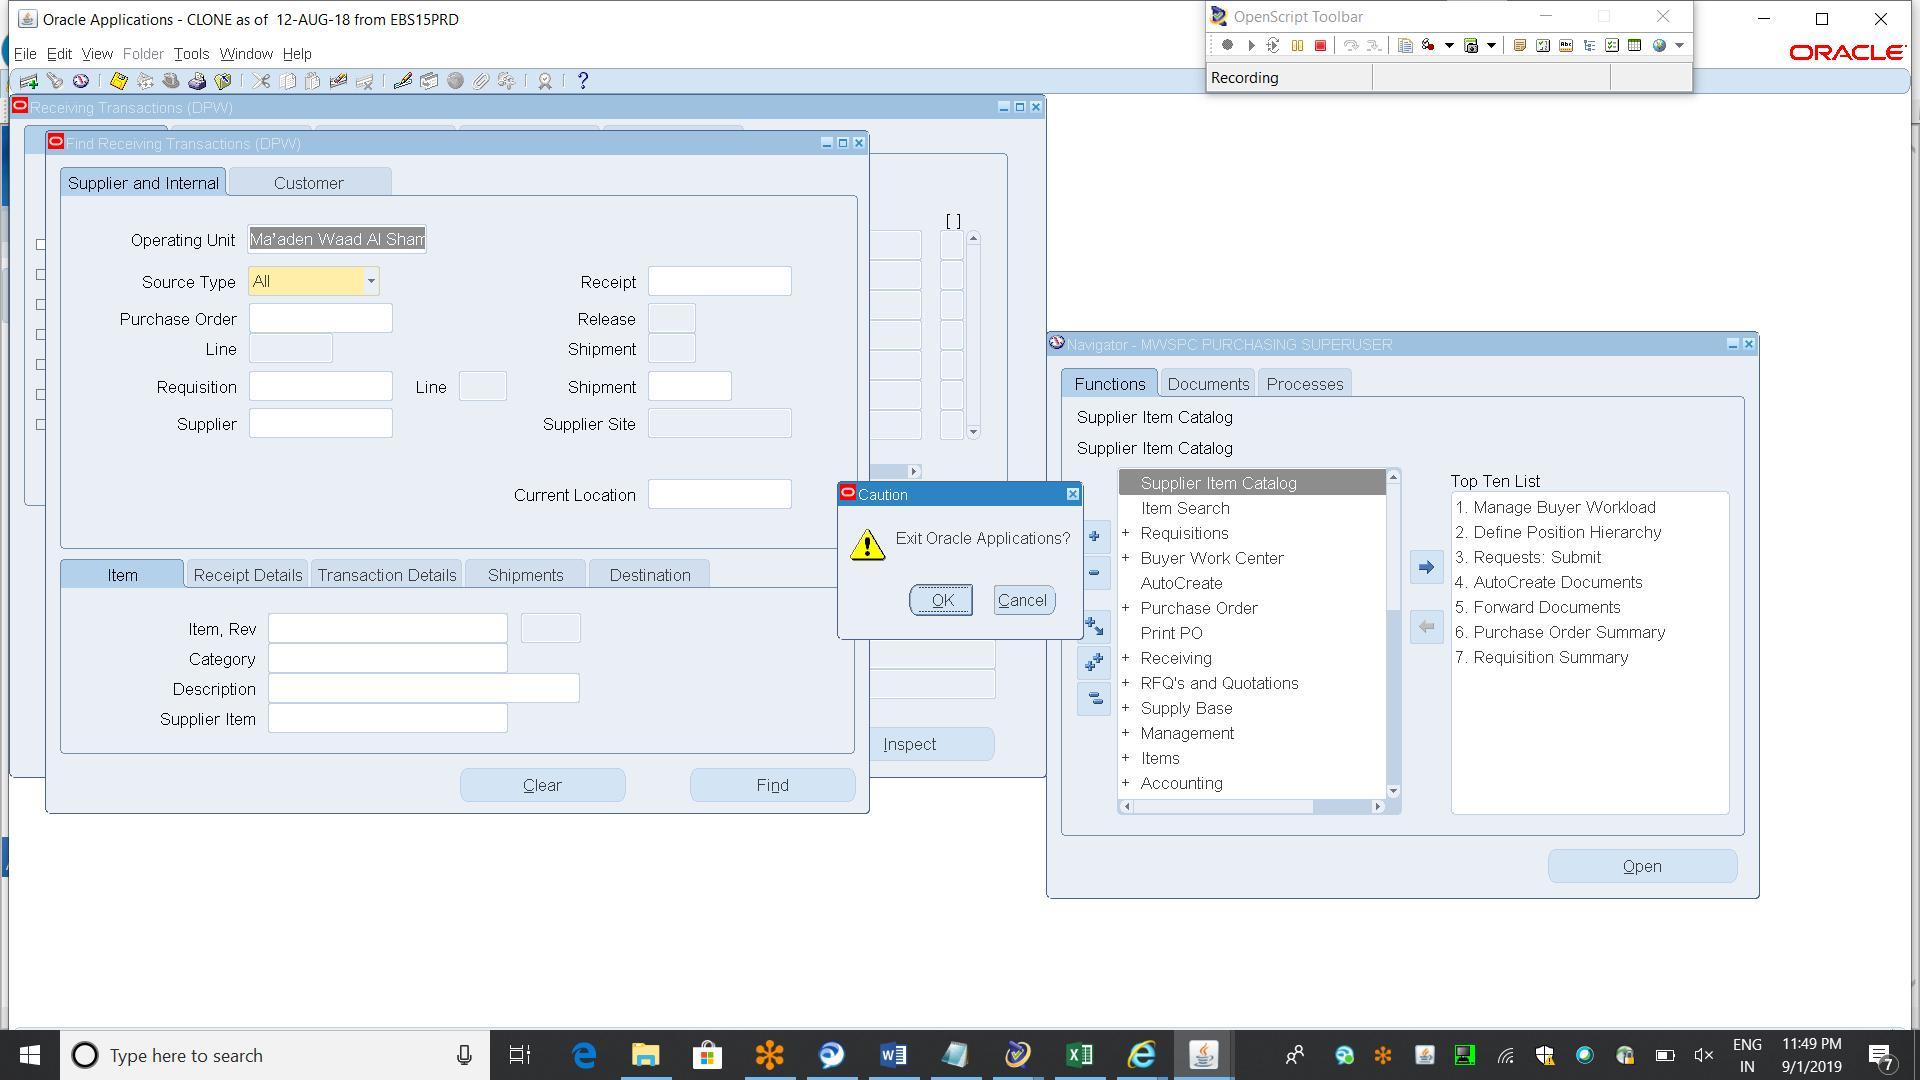 Oracle Applications - CLONE as of  12-AUG-18 from EBS15PRD
File Edit View Folder Tools Window Help
ORACLE
OpenScript Toolbar
Recording
Receiving Transactions (DPW)
[ ]
Inspect
Find Receiving Transactions (DPW)
Supplier and Internal Customer
Operating Unit Ma'aden Waad Al Sham
Source Type All Receipt
Purchase Order Release
Line Shipment
Requisition Line Shipment
Supplier Supplier Site
Current Location
Item Receipt Details Transaction Details Shipments Destination
Item, Rev
Category
Description
Supplier Item
Clear Find
Caution
Exit Oracle Applications?
OK Cancel
Navigator - MWSPC PURCHASING SUPERUSER
Functions Documents Processes
Supplier Item Catalog
Supplier Item Catalog
Supplier Item Catalog
Item Search
+ Requisitions
+ Buyer Work Center
AutoCreate
+ Purchase Order
Print PO
+ Receiving
+ RFQ's and Quotations
+ Supply Base
+ Management
+ Items
+ Accounting
Top Ten List
1. Manage Buyer Workload
2. Define Position Hierarchy
3. Requests: Submit
4. AutoCreate Documents
5. Forward Documents
6. Purchase Order Summary
7. Requisition Summary
Open
Type here to search
ENG
IN
11:49 PM
9/1/2019
7